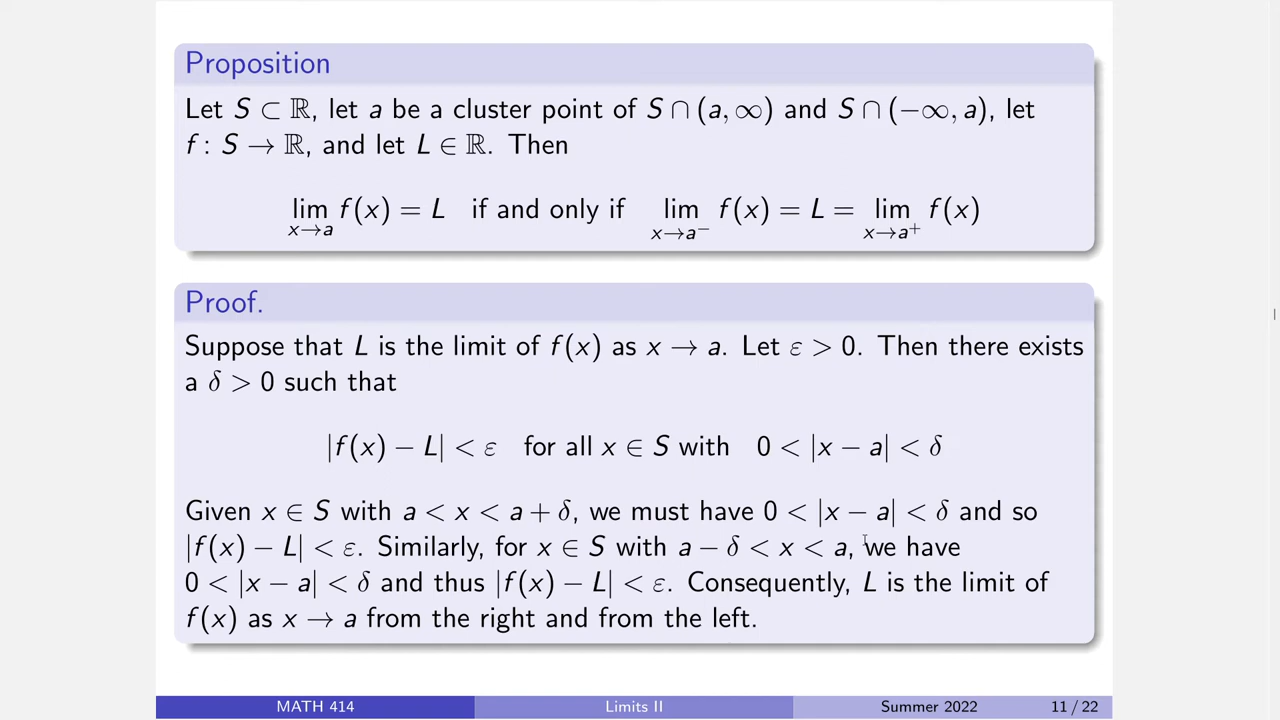 Proposition
Let S ⊂ ℝ, let a be a cluster point of S ∩ (a, ∞) and S ∩ (−∞, a), let
f : S → ℝ, and let L ∈ ℝ. Then
lim_{x→a} f(x) = L if and only if lim_{x→a⁻} f(x) = L = lim_{x→a⁺} f(x)
Proof.
Suppose that L is the limit of f(x) as x → a. Let ε > 0. Then there exists
a δ > 0 such that
|f(x) − L| < ε for all x ∈ S with 0 < |x − a| < δ
Given x ∈ S with a < x < a + δ, we must have 0 < |x − a| < δ and so
|f(x) − L| < ε. Similarly, for x ∈ S with a − δ < x < a, we have
0 < |x − a| < δ and thus |f(x) − L| < ε. Consequently, L is the limit of
f(x) as x → a from the right and from the left.
MATH 414 Limits II Summer 2022 11 / 22